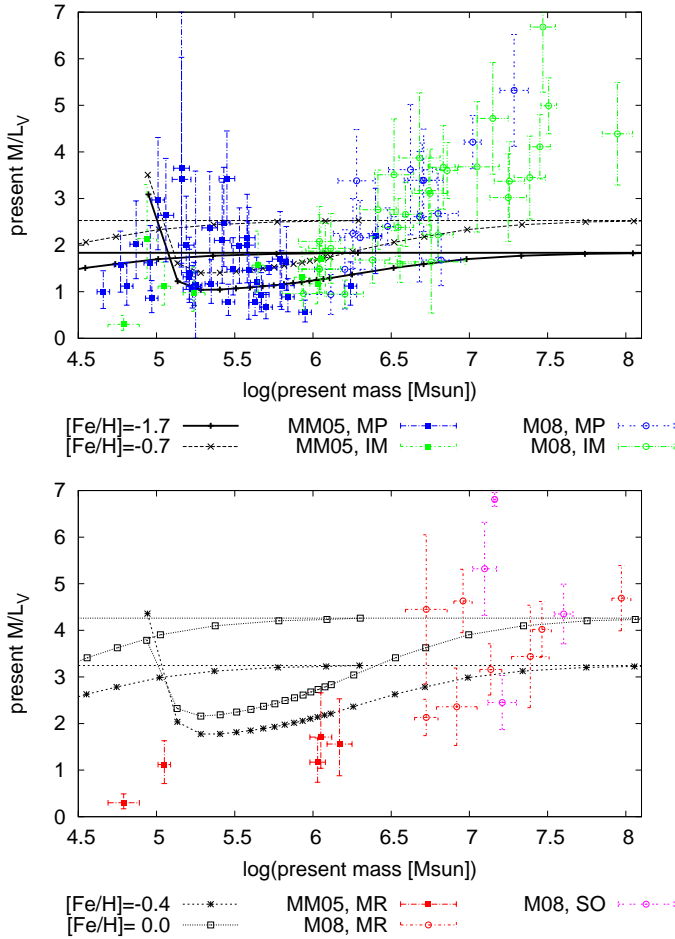 7
6
5
4
3
2
1
0
present M/L_V
4.5 5 5.5 6 6.5 7 7.5 8
log(present mass [Msun])
[Fe/H]=-1.7 MM05, MP M08, MP
[Fe/H]=-0.7 MM05, IM M08, IM
7
6
5
4
3
2
1
0
present M/L_V
4.5 5 5.5 6 6.5 7 7.5 8
log(present mass [Msun])
[Fe/H]=-0.4 MM05, MR M08, SO
[Fe/H]= 0.0 M08, MR